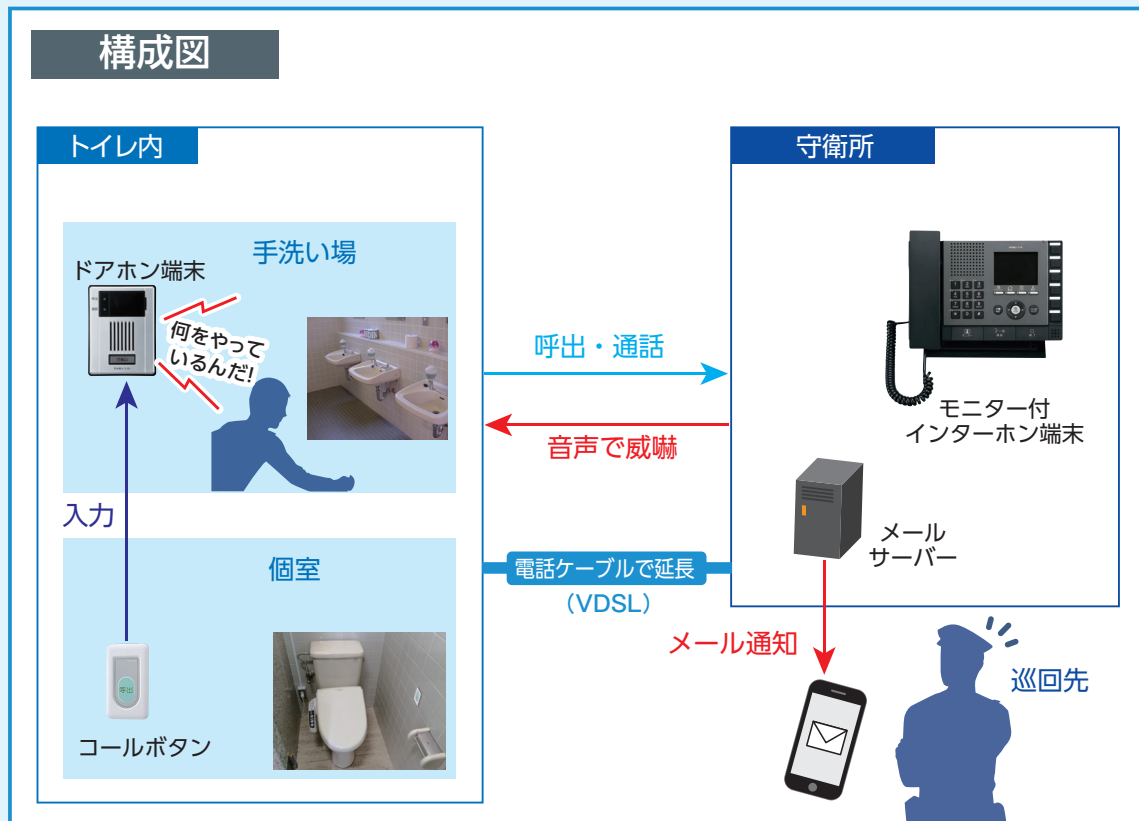 構成図
トイレ内
手洗い場
ドアホン端末
何をやって
いるんだ!
入力
個室
呼出
コールボタン
呼出・通話
音声で威嚇
電話ケーブルで延長
（VDSL）
守衛所
モニター付
インターホン端末
メール
サーバー
メール通知
巡回先